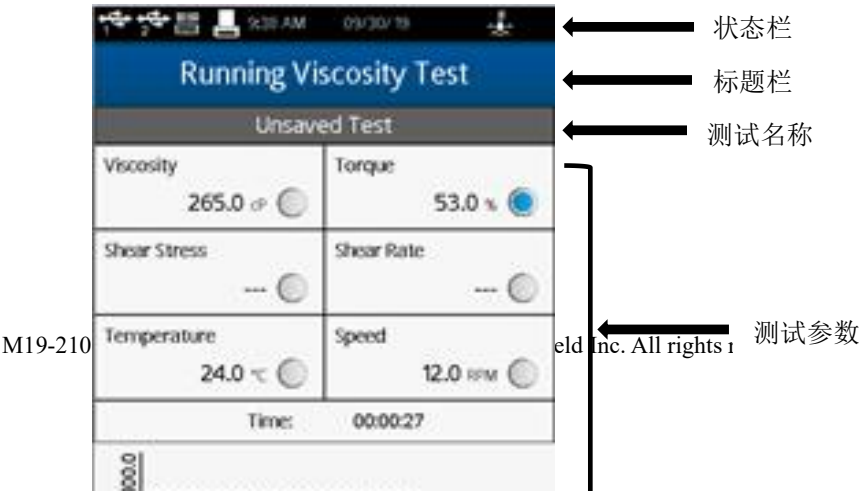 1 2 9:38 AM 09/30/19 状态栏
Running Viscosity Test 标题栏
Unsaved Test 测试名称
Viscosity Torque
265.0 cP 53.0 %
Shear Stress Shear Rate
--- ---
Temperature Speed
M19-210 eld Inc. All rights 测试参数
24.0 °C 12.0 RPM
Time: 00:00:27